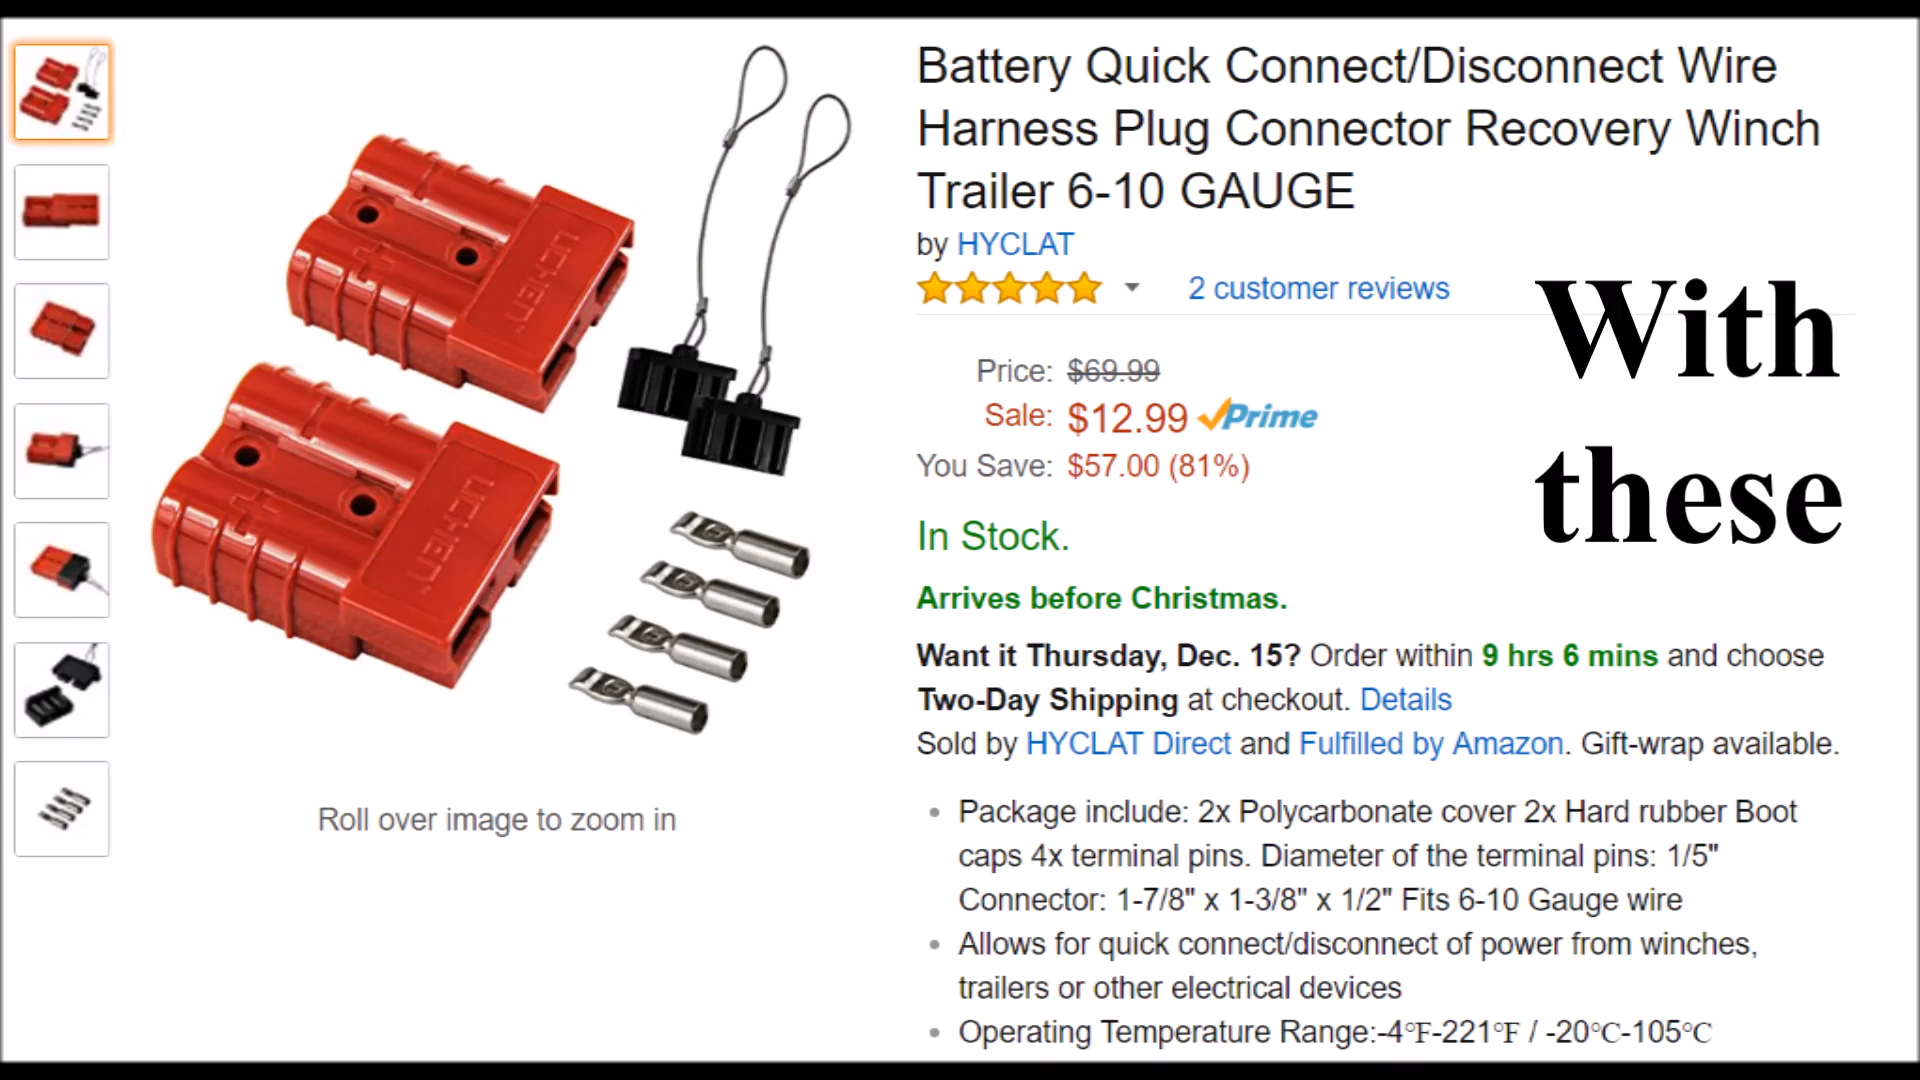 Battery Quick Connect/Disconnect Wire
Harness Plug Connector Recovery Winch
Trailer 6-10 GAUGE
by HYCLAT
2 customer reviews
With
these
Price: $69.99
Sale: $12.99 Prime
You Save: $57.00 (81%)
In Stock.
Arrives before Christmas.
Want it Thursday, Dec. 15? Order within 9 hrs 6 mins and choose
Two-Day Shipping at checkout. Details
Sold by HYCLAT Direct and Fulfilled by Amazon. Gift-wrap available.
• Package include: 2x Polycarbonate cover 2x Hard rubber Boot
caps 4x terminal pins. Diameter of the terminal pins: 1/5"
Connector: 1-7/8" x 1-3/8" x 1/2" Fits 6-10 Gauge wire
• Allows for quick connect/disconnect of power from winches,
trailers or other electrical devices
• Operating Temperature Range:-4℉-221℉ / -20℃-105℃
LICHEN
LICHEN
Roll over image to zoom in